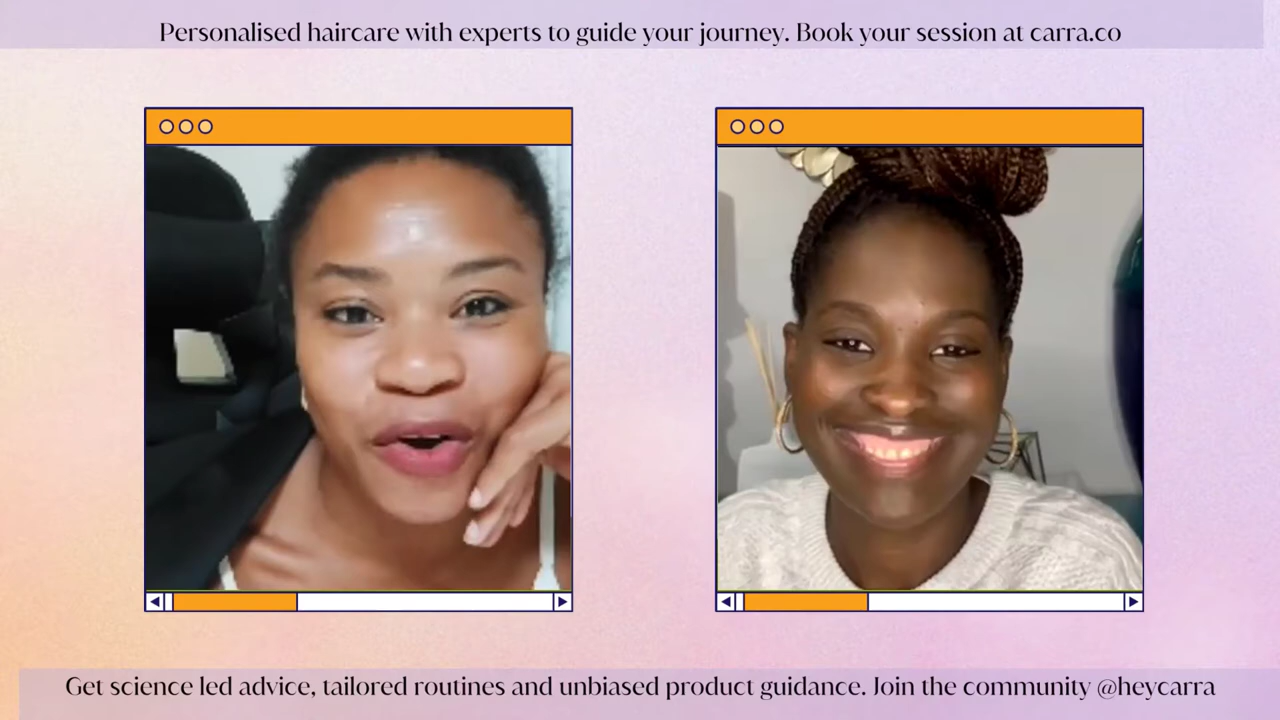 Personalised haircare with experts to guide your journey. Book your session at carra.co
Get science led advice, tailored routines and unbiased product guidance. Join the community @heycarra